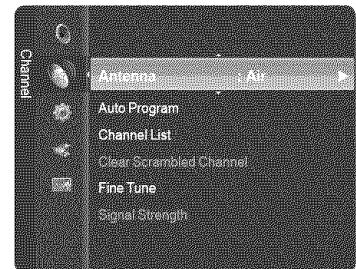 Channel
Antenna : Air
Auto Program
Channel List
Clear Scrambled Channel
Fine Tune
Signal Strength